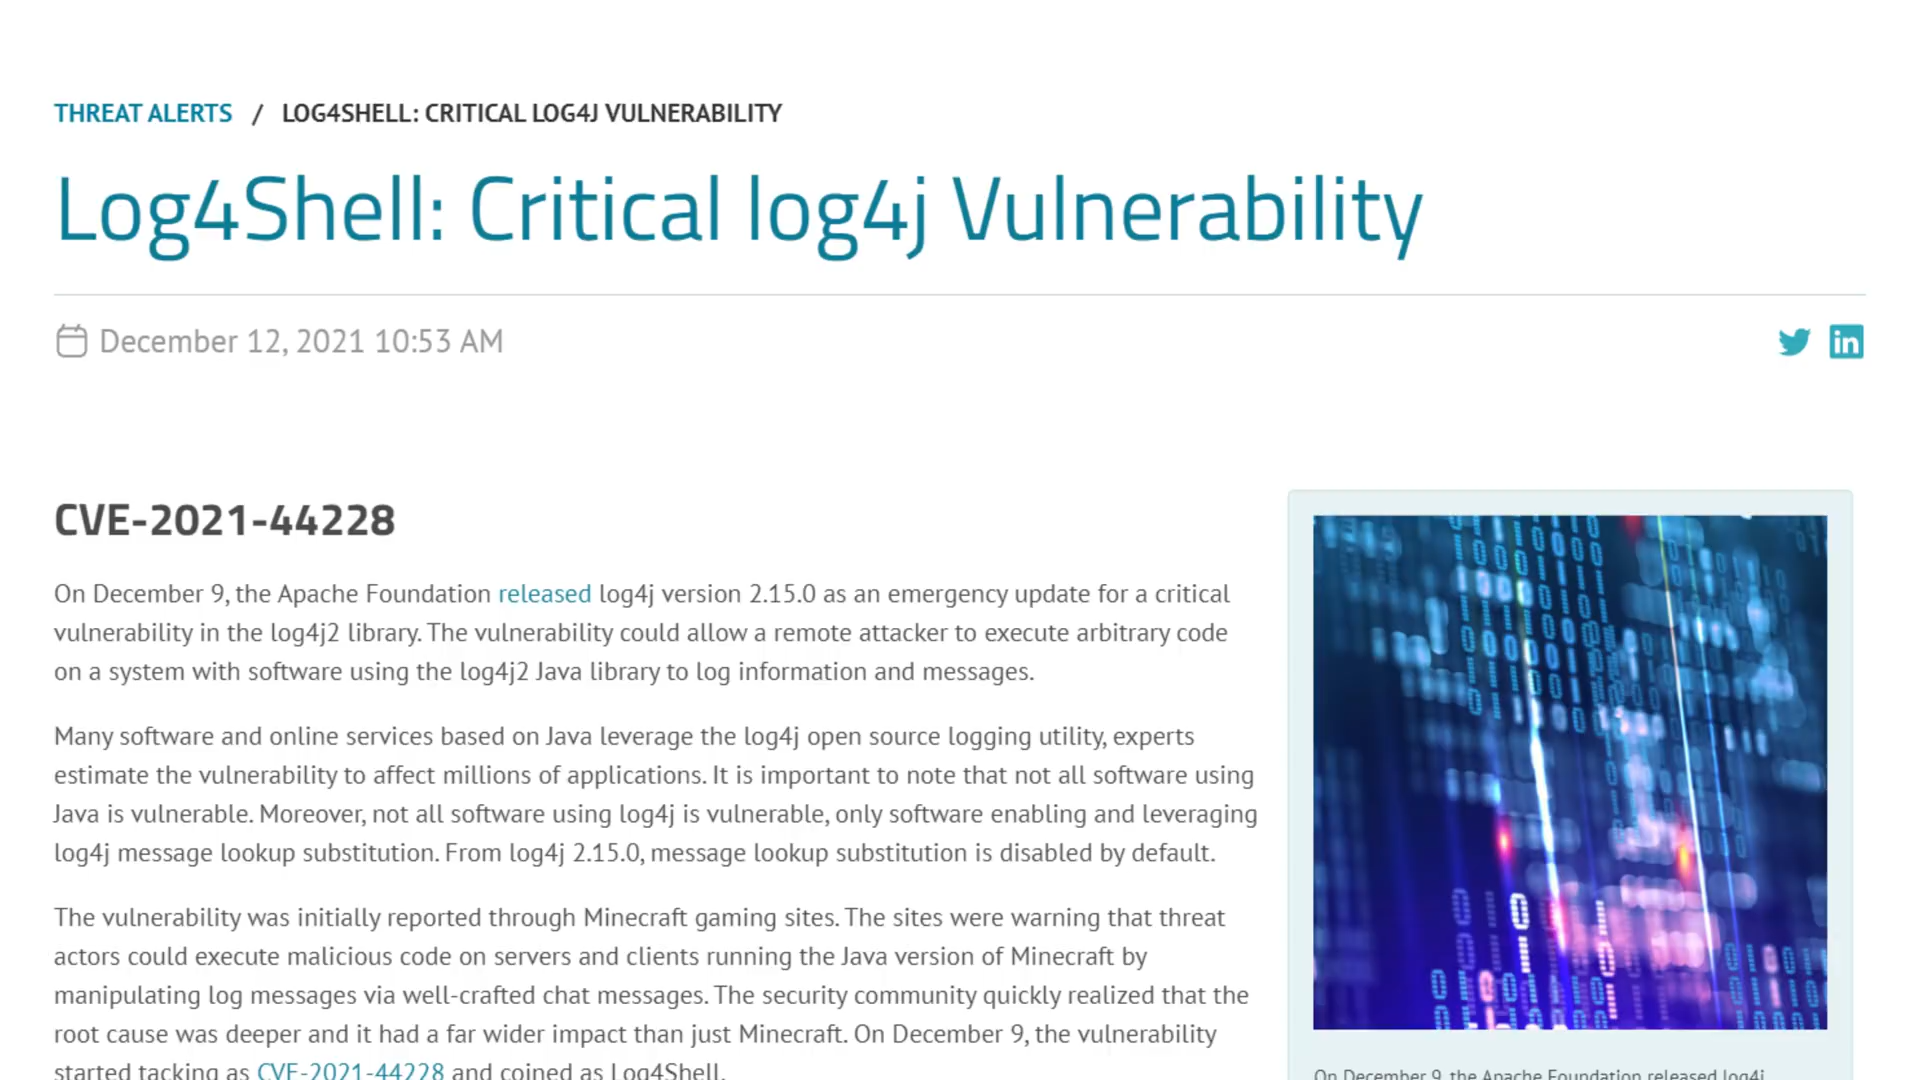 THREAT ALERTS / LOG4SHELL: CRITICAL LOG4J VULNERABILITY
Log4Shell: Critical log4j Vulnerability
December 12, 2021 10:53 AM
CVE-2021-44228
On December 9, the Apache Foundation released log4j version 2.15.0 as an emergency update for a critical
vulnerability in the log4j2 library. The vulnerability could allow a remote attacker to execute arbitrary code
on a system with software using the log4j2 Java library to log information and messages.
Many software and online services based on Java leverage the log4j open source logging utility, experts
estimate the vulnerability to affect millions of applications. It is important to note that not all software using
Java is vulnerable. Moreover, not all software using log4j is vulnerable, only software enabling and leveraging
log4j message lookup substitution. From log4j 2.15.0, message lookup substitution is disabled by default.
The vulnerability was initially reported through Minecraft gaming sites. The sites were warning that threat
actors could execute malicious code on servers and clients running the Java version of Minecraft by
manipulating log messages via well-crafted chat messages. The security community quickly realized that the
root cause was deeper and it had a far wider impact than just Minecraft. On December 9, the vulnerability
started tacking as CVE-2021-44228 and coined as Log4Shell.
On December 9, the Apache Foundation released log4j